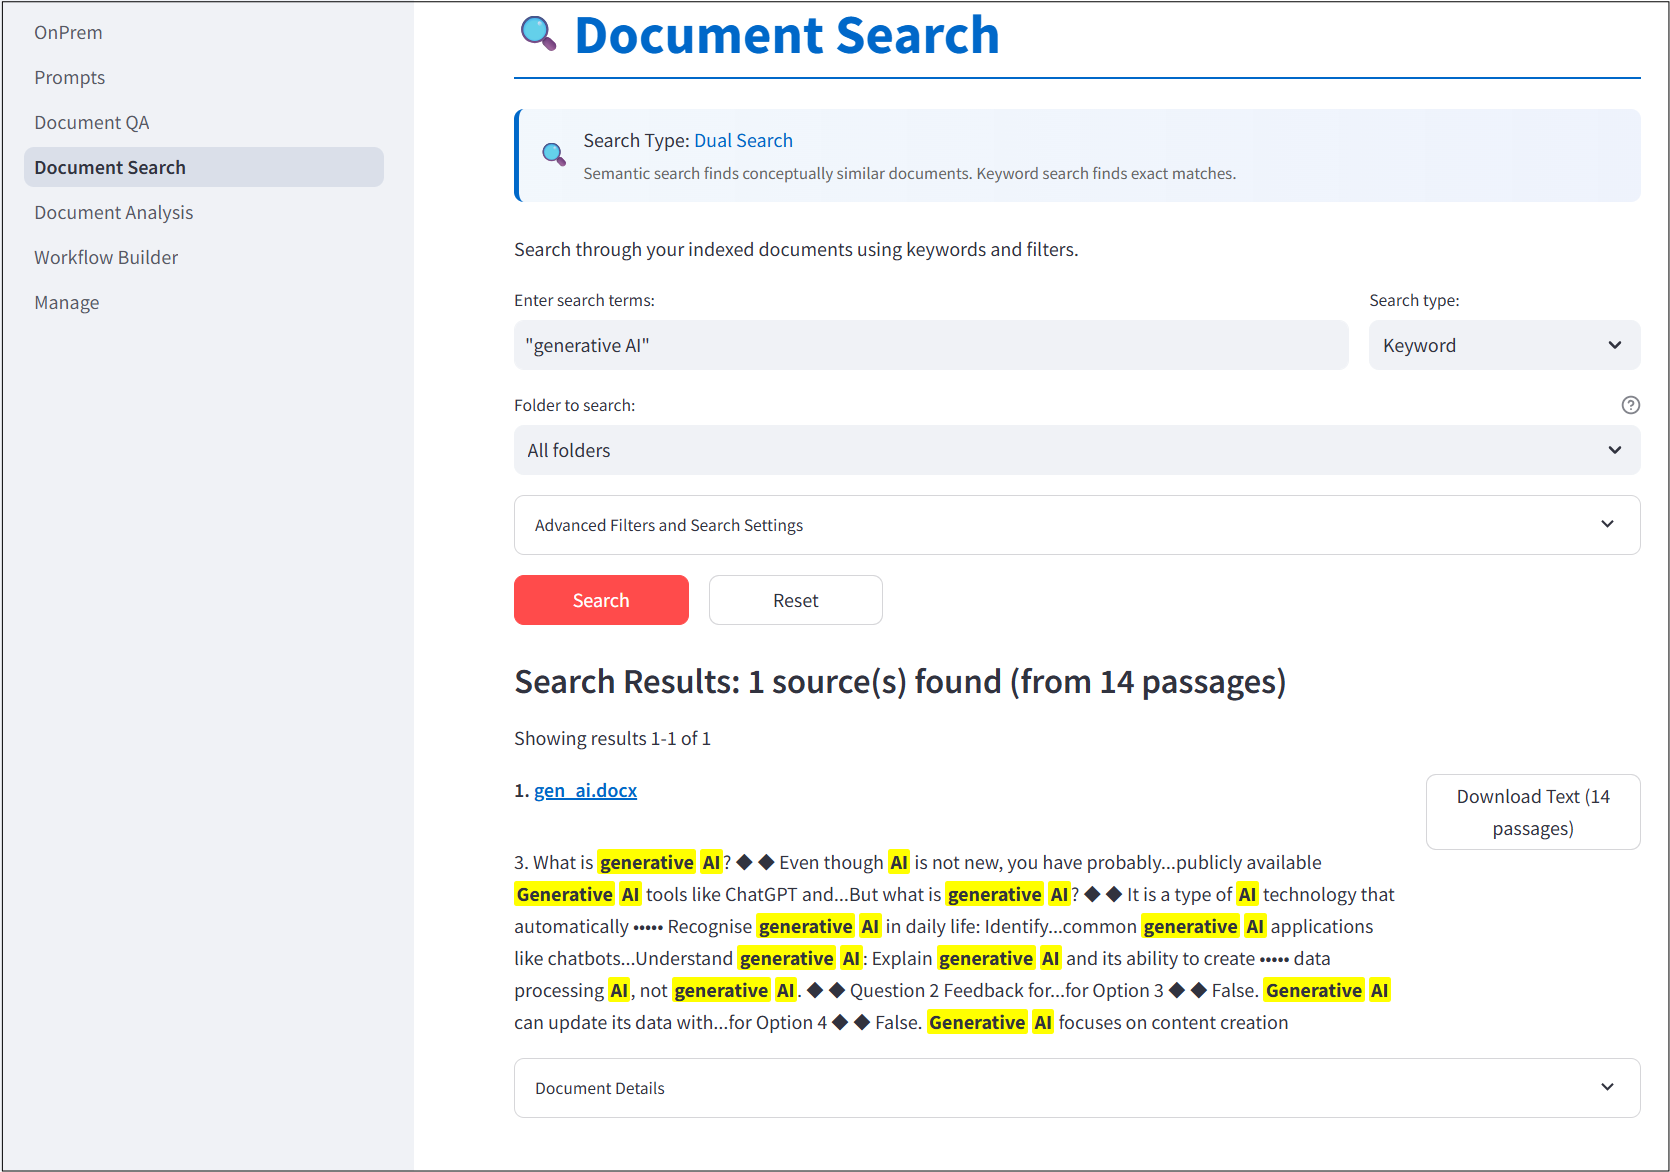 OnPrem
Prompts
Document QA
Document Search
Document Analysis
Workflow Builder
Manage
Document Search
Search Type: Dual Search
Semantic search finds conceptually similar documents. Keyword search finds exact matches.
Search through your indexed documents using keywords and filters.
Enter search terms:
Search type:
"generative AI"
Keyword
Folder to search:
All folders
Advanced Filters and Search Settings
Search
Reset
Search Results: 1 source(s) found (from 14 passages)
Showing results 1-1 of 1
1. gen_ai.docx
Download Text (14
passages)
3. What is generative AI? ◆ ◆ Even though AI is not new, you have probably...publicly available
Generative AI tools like ChatGPT and...But what is generative AI? ◆ ◆ It is a type of AI technology that
automatically ••••• Recognise generative AI in daily life: Identify...common generative AI applications
like chatbots...Understand generative AI: Explain generative AI and its ability to create ••••• data
processing AI, not generative AI. ◆ ◆ Question 2 Feedback for...for Option 3 ◆ ◆ False. Generative AI
can update its data with...for Option 4 ◆ ◆ False. Generative AI focuses on content creation
Document Details